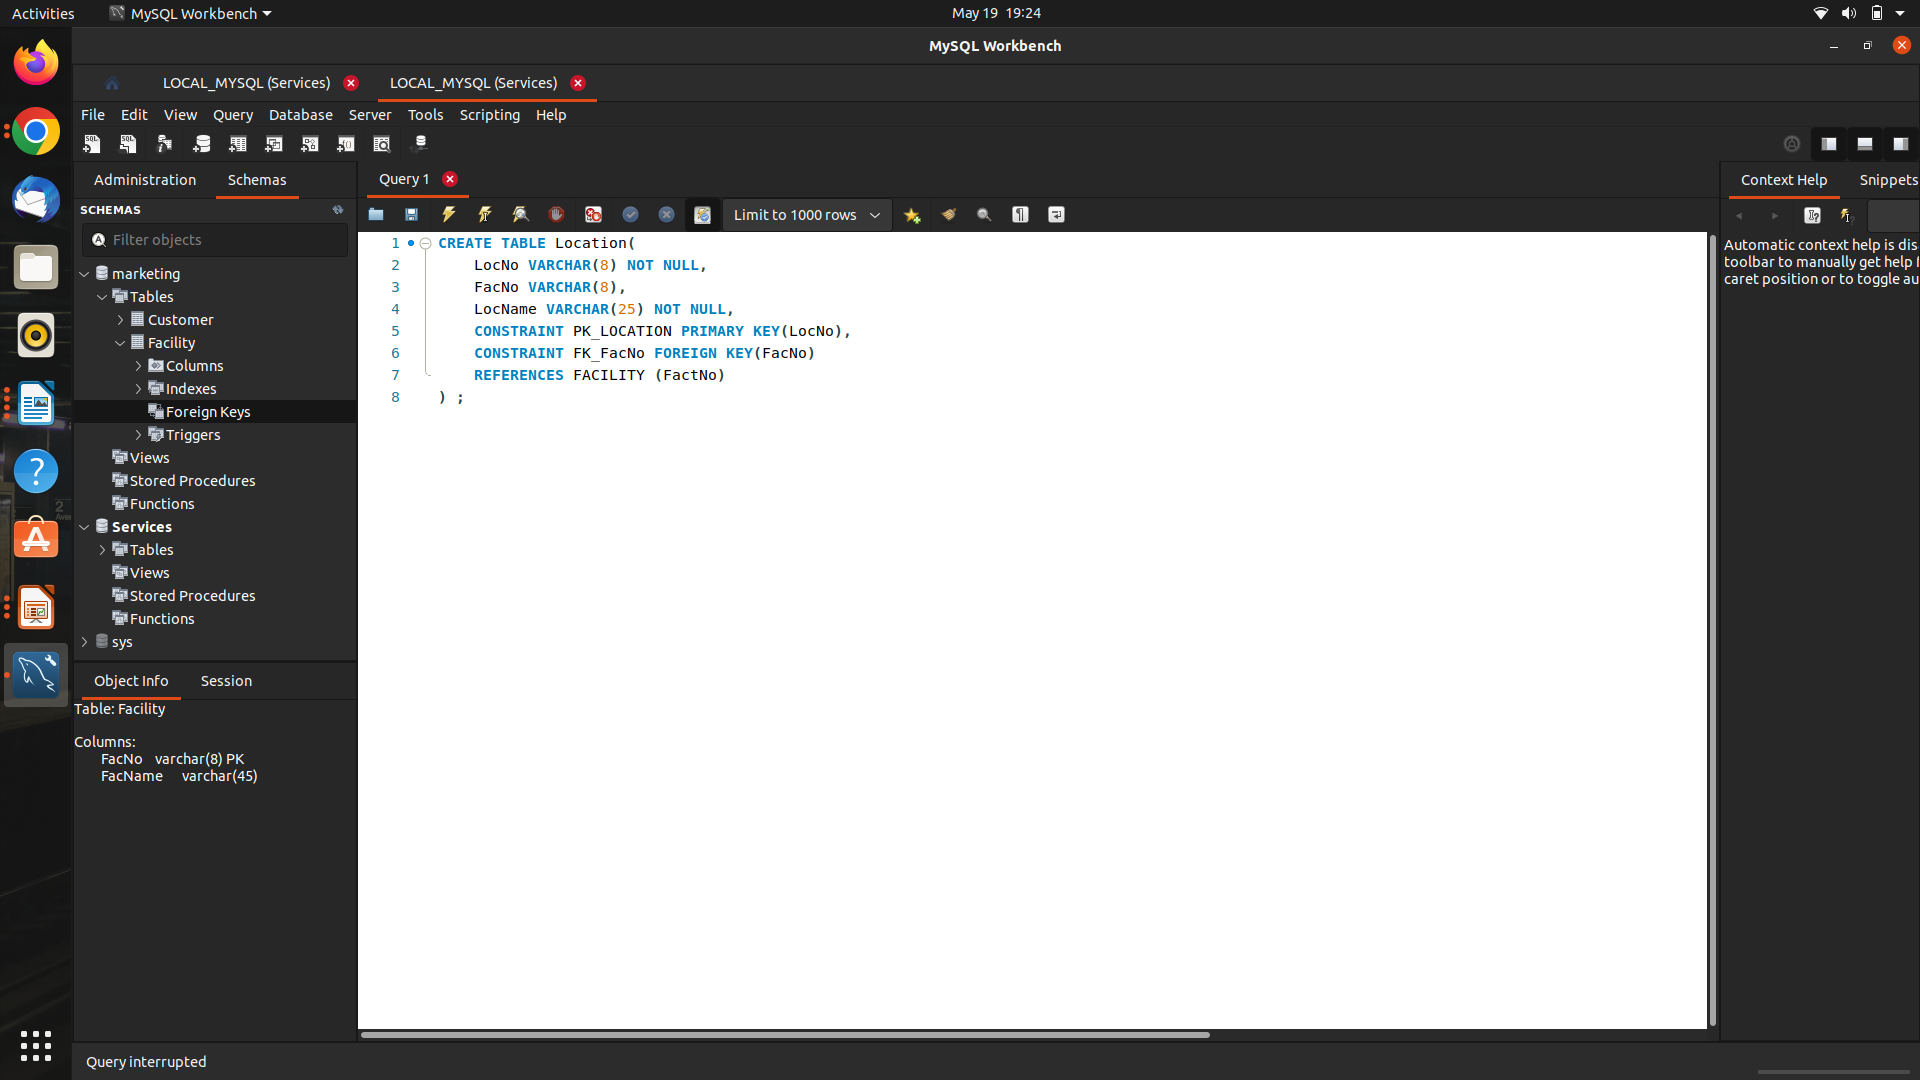 Activities
MySQL Workbench
May 19 19:24
MySQL Workbench
LOCAL_MYSQL (Services)
LOCAL_MYSQL (Services)
File Edit View Query Database Server Tools Scripting Help
Administration Schemas
Query 1
Context Help Snippets
SCHEMAS
Filter objects
Limit to 1000 rows
marketing
Tables
Customer
Facility
Columns
Indexes
Foreign Keys
Triggers
Views
Stored Procedures
Functions
Services
Tables
Views
Stored Procedures
Functions
sys
Object Info Session
Table: Facility
Columns:
FacNo varchar(8) PK
FacName varchar(45)
1 CREATE TABLE Location(
2 LocNo VARCHAR(8) NOT NULL,
3 FacNo VARCHAR(8),
4 LocName VARCHAR(25) NOT NULL,
5 CONSTRAINT PK_LOCATION PRIMARY KEY(LocNo),
6 CONSTRAINT FK_FacNo FOREIGN KEY(FacNo)
7 REFERENCES FACILITY (FactNo)
8 ) ;
Automatic context help is dis
toolbar to manually get help f
caret position or to toggle au
Query interrupted